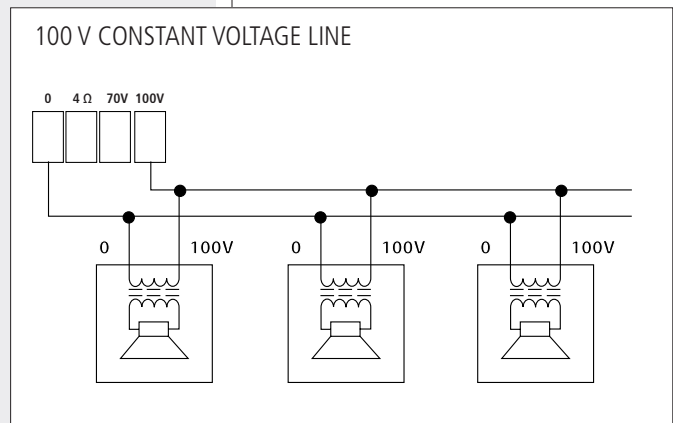 100 V CONSTANT VOLTAGE LINE
0 4 Ω 70V 100V
0 100V 0 100V 0 100V